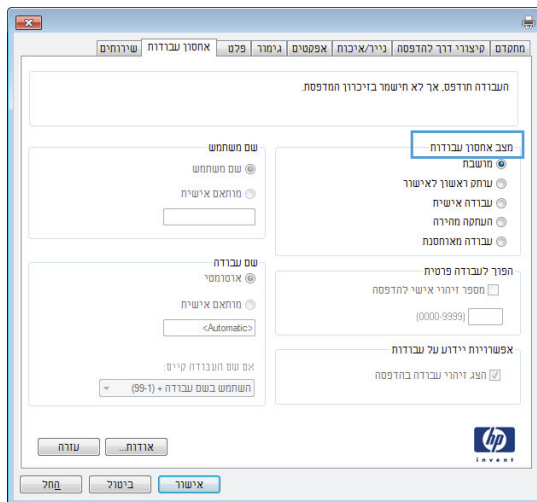 מתקדם
קיצורי דרך להדפסה
נייר/איכות
אפקטים
גימור
פלט
אחסון עבודות
שירותים
העבודה תודפס, אך לא תישמר בזיכרון המדפסת.
מצב אחסון עבודות
מושבת
עותק ראשון לאישור
עבודה אישית
העתקה מהירה
עבודה מאוחסנת
הפוך לעבודה פרטית
מספר זיהוי אישי להדפסה
(0000-9999)
אפשרויות יידוע על עבודות
הצג זיהוי עבודה בהדפסה
שם משתמש
שם משתמש
מותאם אישית
שם עבודה
אוטומטי
מותאם אישית
<Automatic>
אם שם העבודה קיים:
השתמש בשם עבודה + (99-1)
hp
invent
אודות...
עזרה
אישור
ביטול
החל